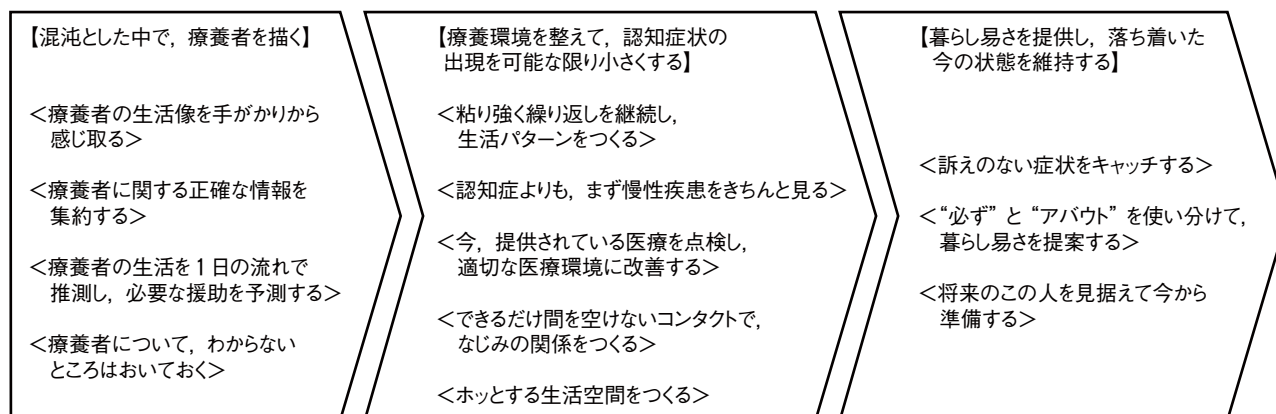 【混沌とした中で，療養者を描く】
＜療養者の生活像を手がかりから
感じ取る＞
＜療養者に関する正確な情報を
集約する＞
＜療養者の生活を1日の流れで
推測し，必要な援助を予測する＞
＜療養者について，わからない
ところはおいておく＞
【療養環境を整えて，認知症状の
出現を可能な限り小さくする】
＜粘り強く繰り返しを継続し，
生活パターンをつくる＞
＜認知症よりも，まず慢性疾患をきちんと見る＞
＜今，提供されている医療を点検し，
適切な医療環境に改善する＞
＜できるだけ間を空けないコンタクトで，
なじみの関係をつくる＞
＜ホッとする生活空間をつくる＞
【暮らし易さを提供し，落ち着いた
今の状態を維持する】
＜訴えのない症状をキャッチする＞
＜“必ず”と“アバウト”を使い分けて，
暮らし易さを提案する＞
＜将来のこの人を見据えて今から
準備する＞